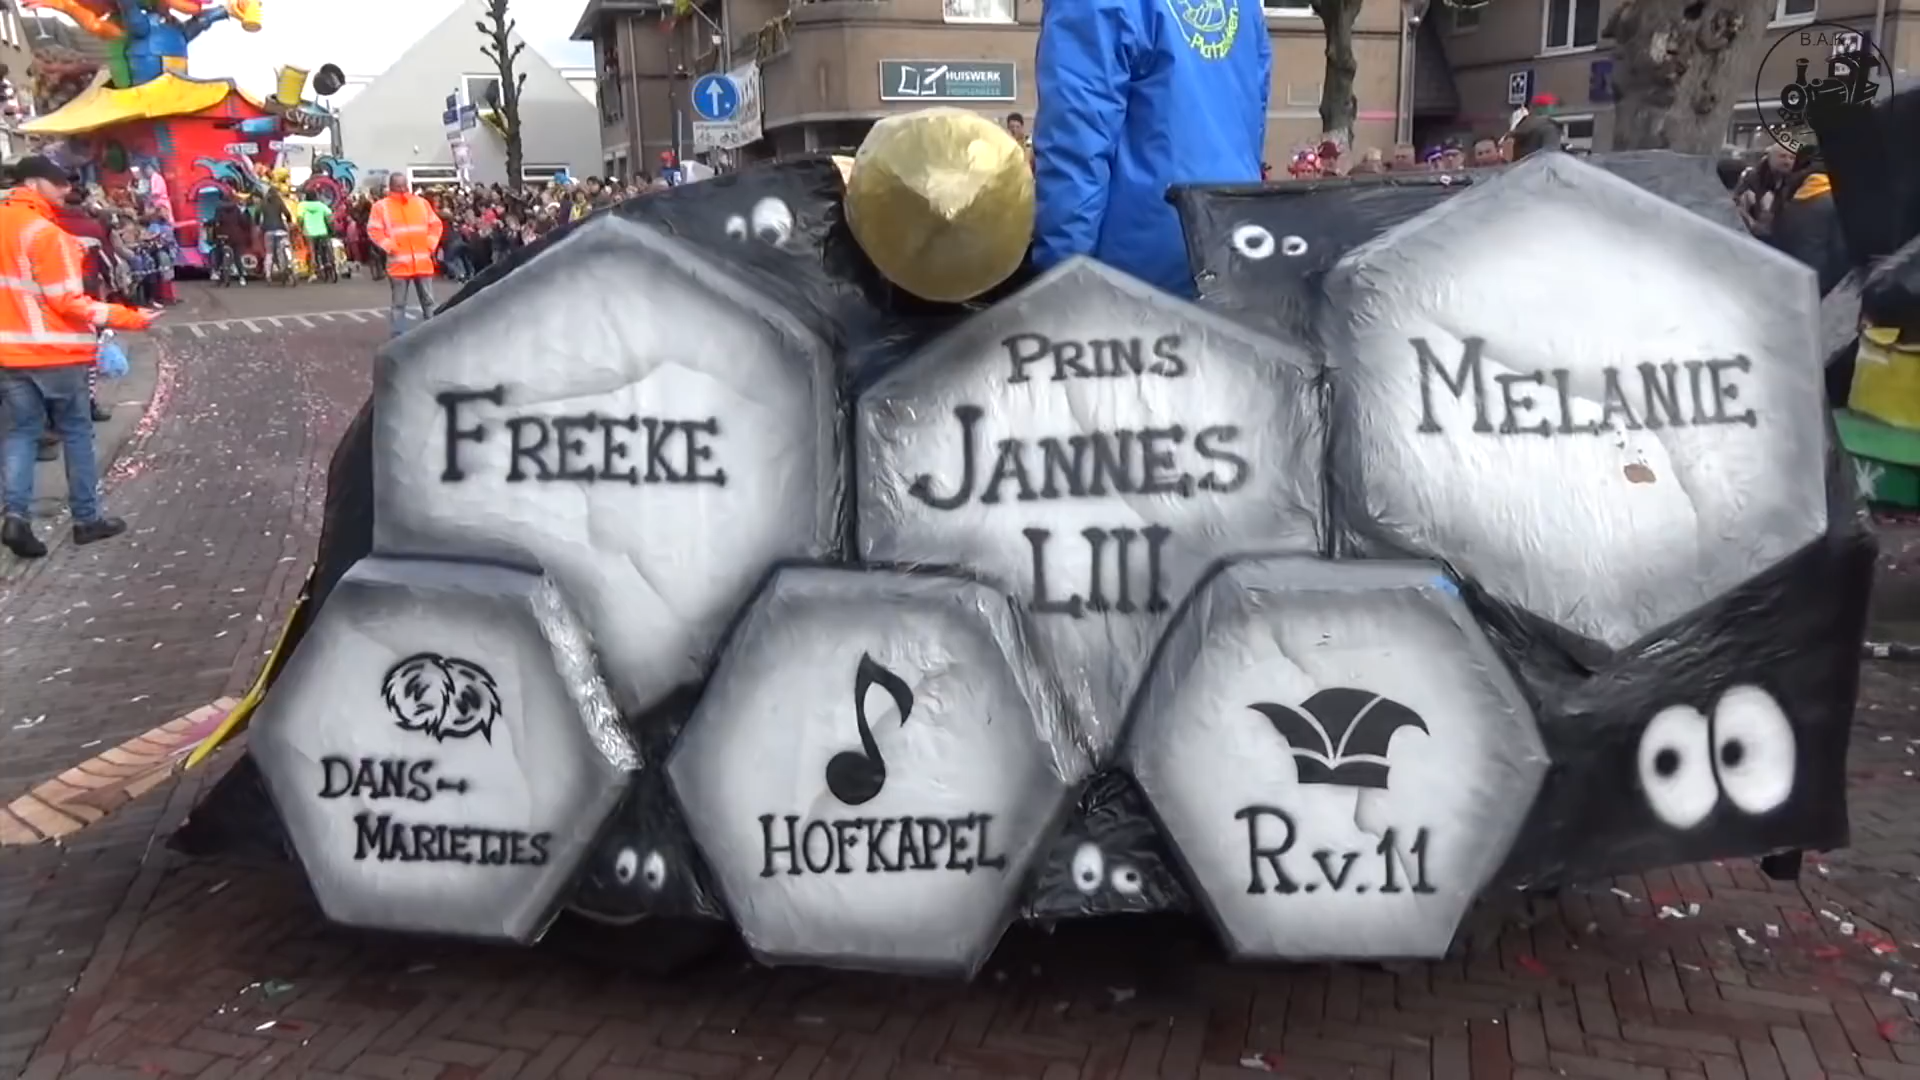 HUISWERK
B.A.K.
FREEKE
PRINS
JANNES
LIII
MELANIE
DANS-
MARIETJES
HOFKAPEL
R.v.11